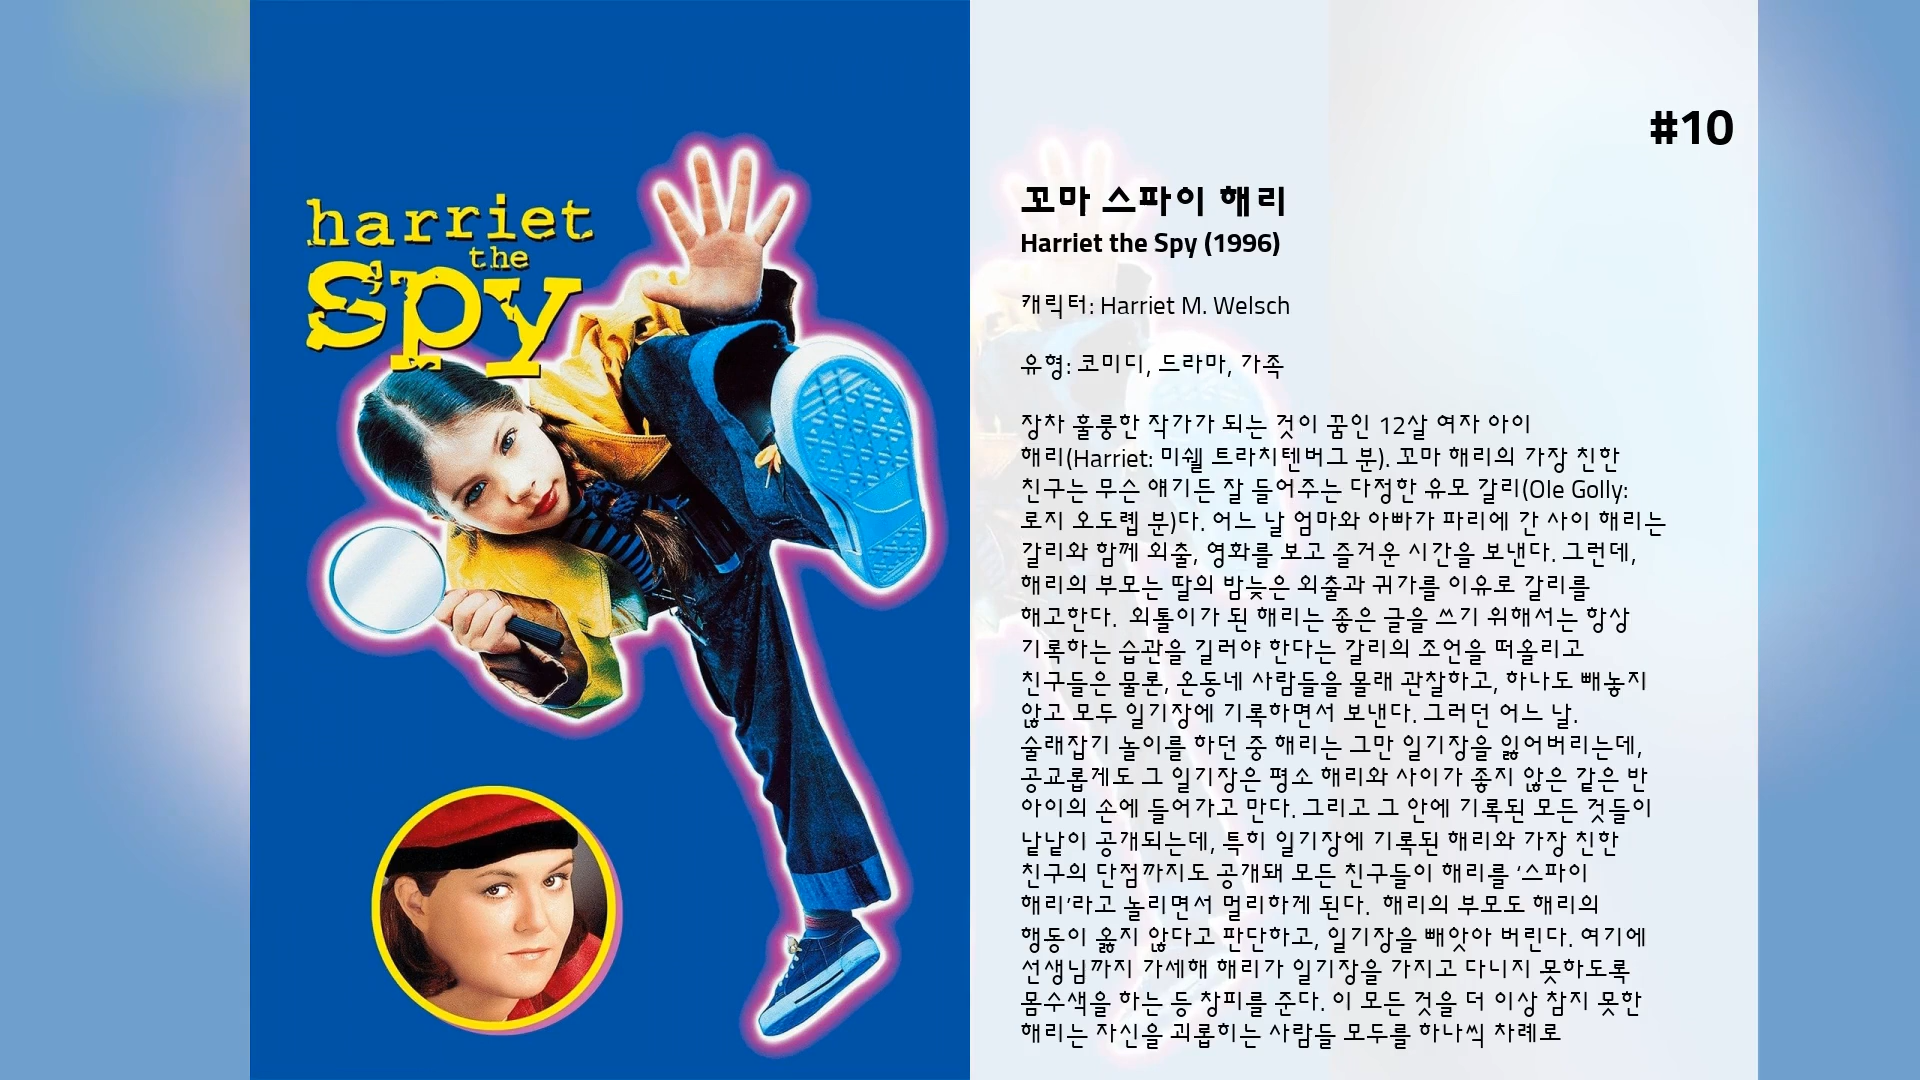 harriet
the
spy
#10
꼬마 스파이 해리
Harriet the Spy (1996)
캐릭터: Harriet M. Welsch
유형: 코미디, 드라마, 가족
장차 훌륭한 작가가 되는 것이 꿈인 12살 여자 아이
해리(Harriet: 미쉘 트라치텐버그 분). 꼬마 해리의 가장 친한
친구는 무슨 얘기든 잘 들어주는 다정한 유모 갈리(Ole Golly:
로지 오도넬 분)다. 어느 날 엄마와 아빠가 파리에 간 사이 해리는
갈리와 함께 외출, 영화를 보고 즐거운 시간을 보낸다. 그런데,
해리의 부모는 딸의 밤늦은 외출과 귀가를 이유로 갈리를
해고한다. 외톨이가 된 해리는 좋은 글을 쓰기 위해서는 항상
기록하는 습관을 길러야 한다는 갈리의 조언을 떠올리고
친구들은 물론, 온동네 사람들을 몰래 관찰하고, 하나도 빼놓지
않고 모두 일기장에 기록하면서 보낸다. 그러던 어느 날.
술래잡기 놀이를 하던 중 해리는 그만 일기장을 잃어버리는데,
공교롭게도 그 일기장은 평소 해리와 사이가 좋지 않은 같은 반
아이의 손에 들어가고 만다. 그리고 그 안에 기록된 모든 것들이
낱낱이 공개되는데, 특히 일기장에 기록된 해리와 가장 친한
친구의 단점까지도 공개돼 모든 친구들이 해리를 '스파이
해리'라고 놀리면서 멀리하게 된다. 해리의 부모도 해리의
행동이 옳지 않다고 판단하고, 일기장을 빼앗아 버린다. 여기에
선생님까지 가세해 해리가 일기장을 가지고 다니지 못하도록
몸수색을 하는 등 창피를 준다. 이 모든 것을 더 이상 참지 못한
해리는 자신을 괴롭히는 사람들 모두를 하나씩 차례로